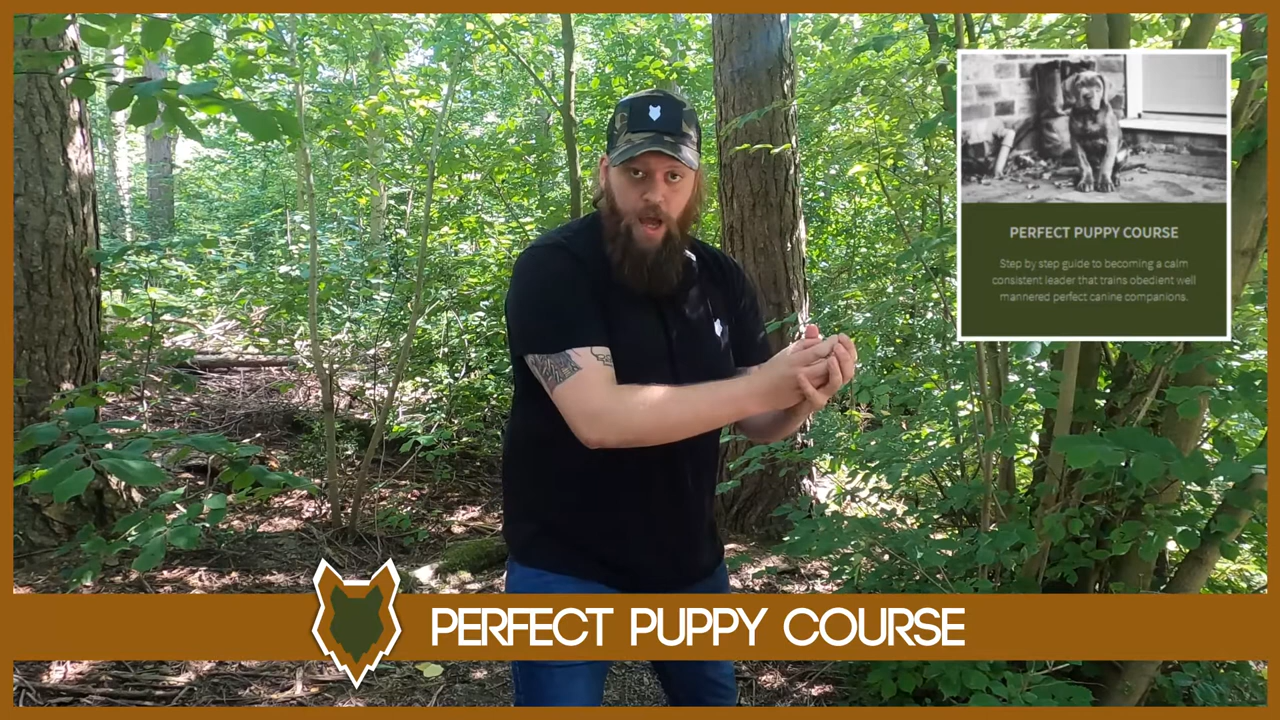 PERFECT PUPPY COURSE
Step by step guide to becoming a calm
consistent leader that trains obedient well
mannered perfect canine companions.
PERFECT PUPPY COURSE